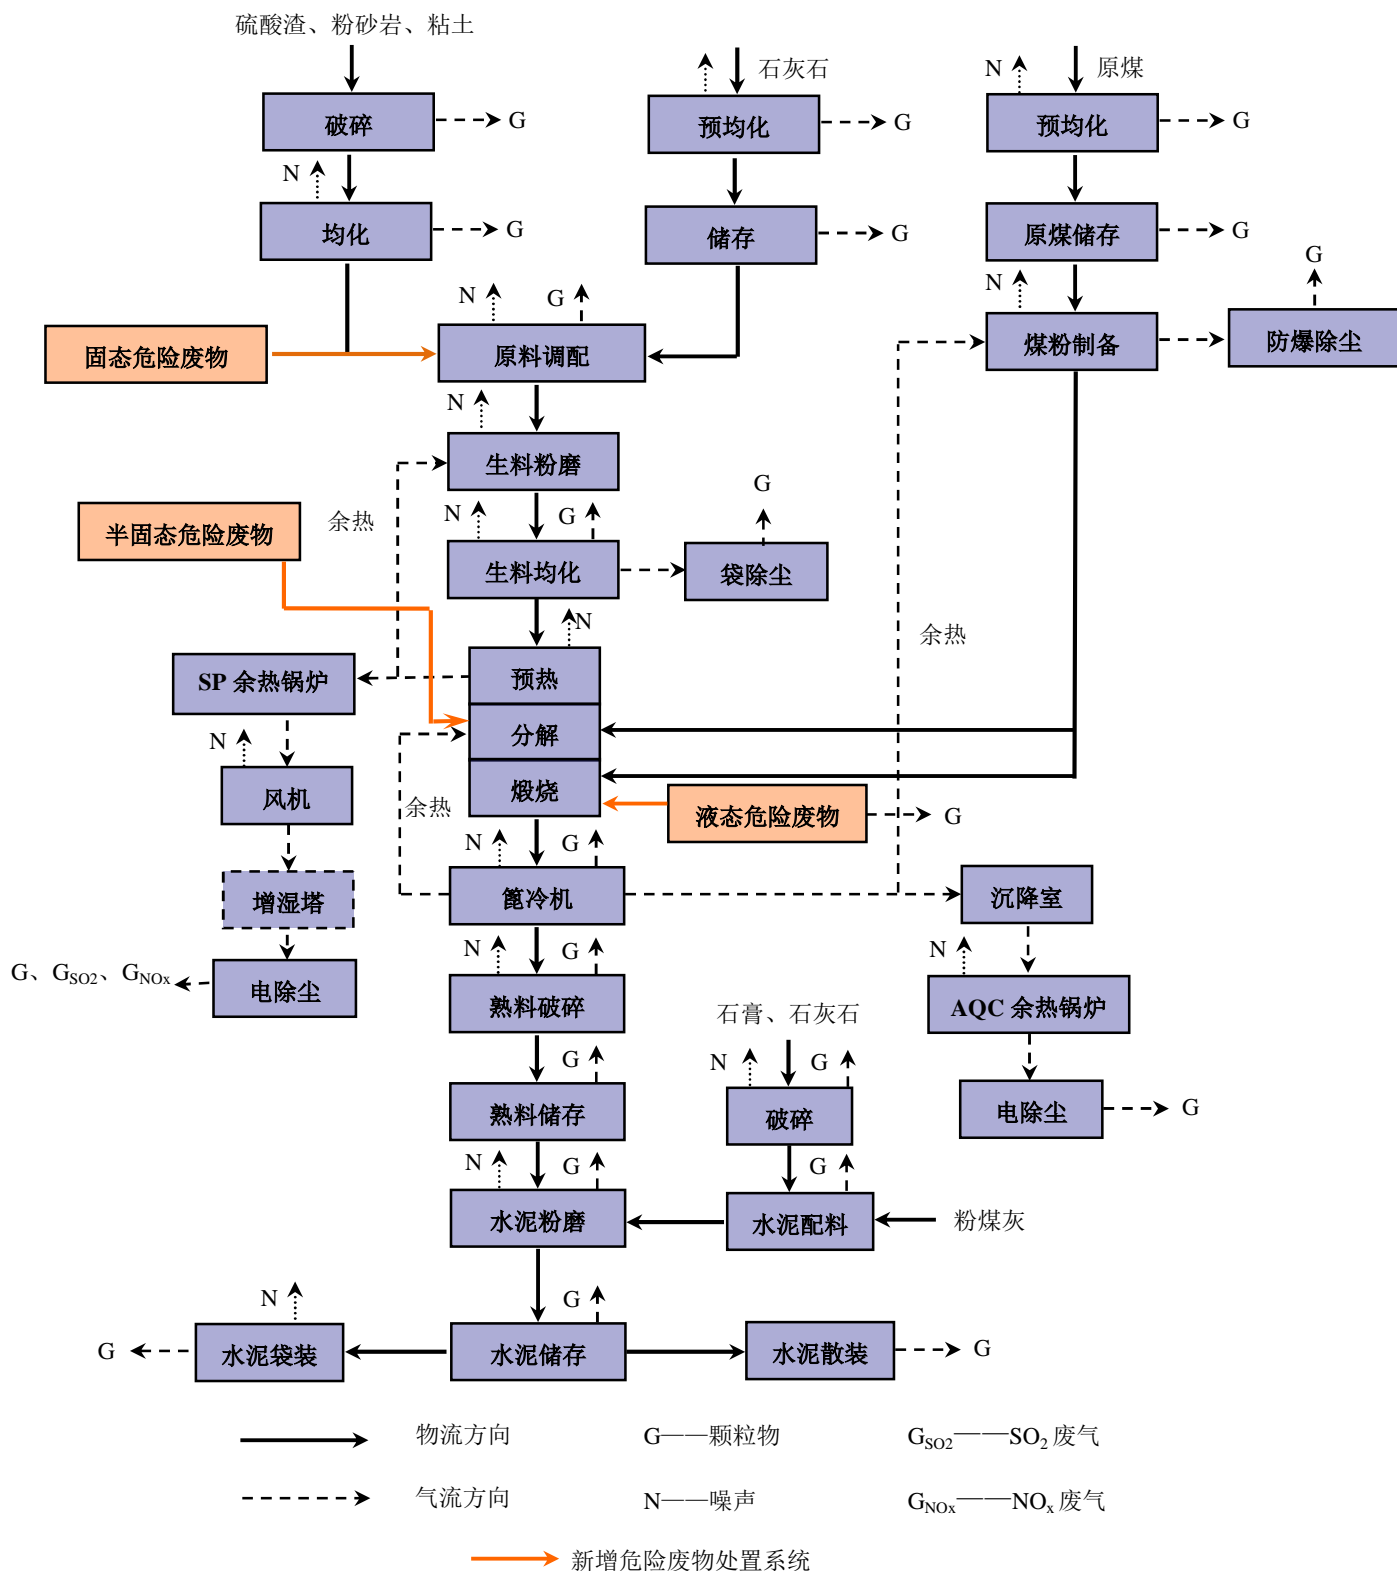 硫酸渣、粉砂岩、粘土
石灰石
N
原煤
破碎
G
预均化
G
预均化
G
N
均化
G
储存
G
原煤储存
G
G
N
G
N
固态危险废物
原料调配
煤粉制备
防爆除尘
N
生料粉磨
余热
G
N
G
半固态危险废物
生料均化
袋除尘
N
余热
SP 余热锅炉
预热
分解
N
风机
煅烧
余热
液态危险废物
G
N
G
增湿塔
篦冷机
沉降室
N
G
N
G、G_SO2、G_NOx
电除尘
熟料破碎
石膏、石灰石
AQC 余热锅炉
G
N
G
熟料储存
破碎
电除尘
G
N
G
G
水泥粉磨
水泥配料
粉煤灰
N
G
G
水泥袋装
水泥储存
水泥散装
G
物流方向
G——颗粒物
G_SO2——SO₂ 废气
气流方向
N——噪声
G_NOx——NOₓ 废气
新增危险废物处置系统